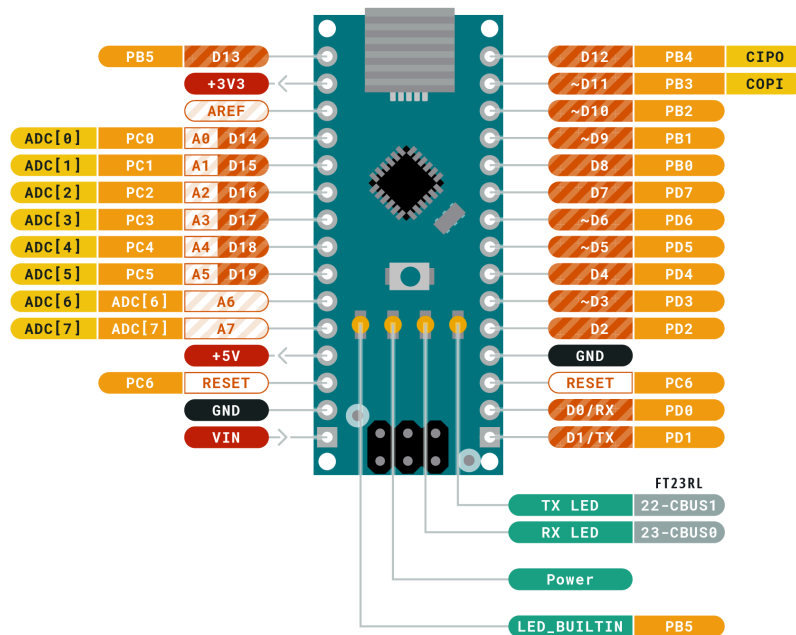 PB5 D13
+3V3
AREF
ADC[0] PC0 A0 D14
ADC[1] PC1 A1 D15
ADC[2] PC2 A2 D16
ADC[3] PC3 A3 D17
ADC[4] PC4 A4 D18
ADC[5] PC5 A5 D19
ADC[6] ADC[6] A6
ADC[7] ADC[7] A7
+5V
PC6 RESET
GND
VIN
D12 PB4 CIPO
~D11 PB3 COPI
~D10 PB2
~D9 PB1
D8 PB0
D7 PD7
~D6 PD6
~D5 PD5
D4 PD4
~D3 PD3
D2 PD2
GND
RESET PC6
D0/RX PD0
D1/TX PD1
FT23RL
TX LED 22-CBUS1
RX LED 23-CBUS0
Power
LED_BUILTIN PB5